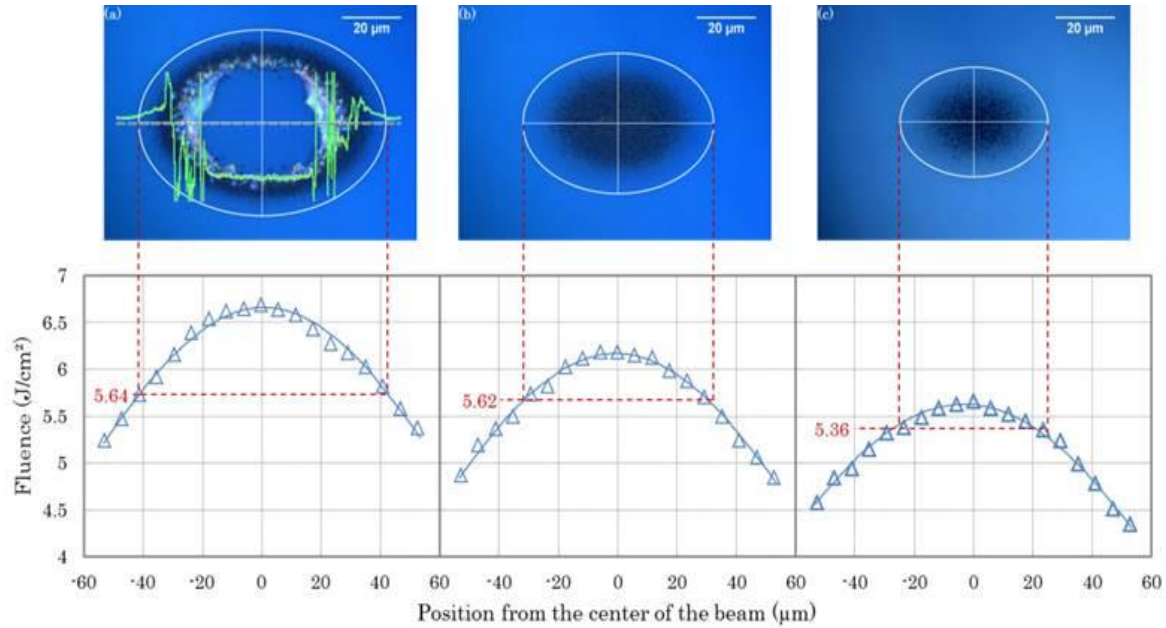 (a)
20 µm
(b)
20 µm
(c)
20 µm
7
6.5
6
5.5
5
4.5
4
Fluence (J/cm²)
5.64
5.62
5.36
-60 -40 -20 0 20 40 60 -40 -20 0 20 40 60 -40 -20 0 20 40 60
Position from the center of the beam (µm)